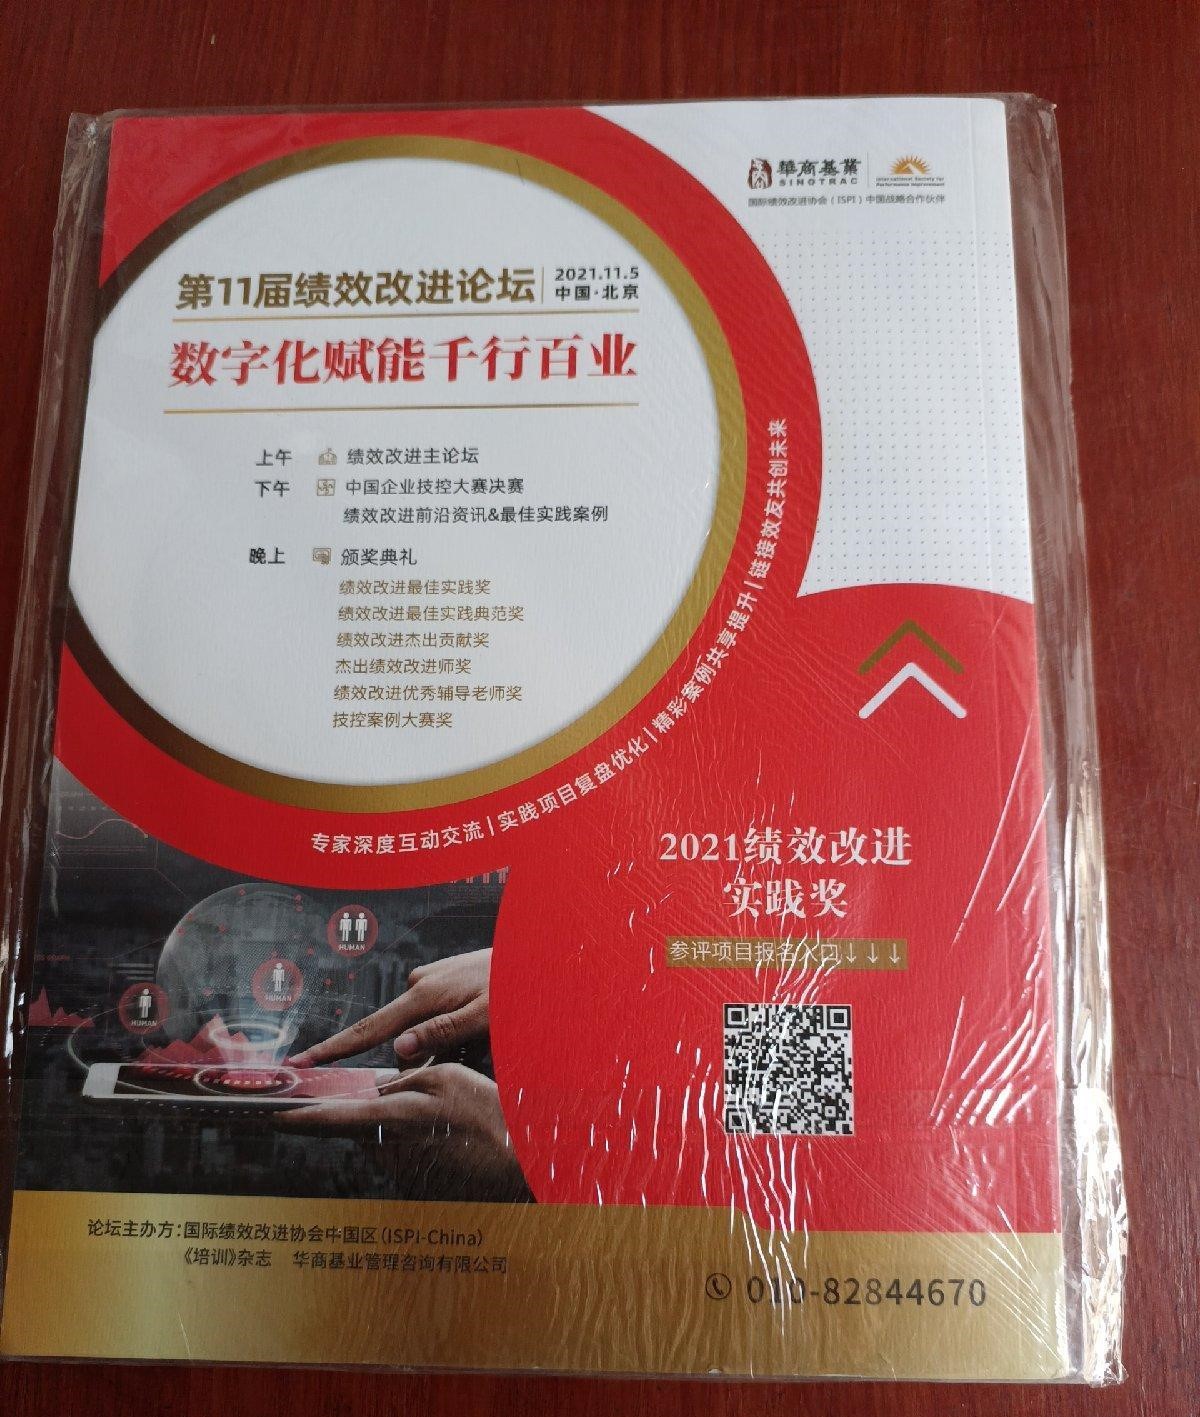 華商基業
SINOTRAC
International Society for
Performance Improvement
国际绩效改进协会（ISPI）中国战略合作伙伴
第11届绩效改进论坛
2021.11.5
中国·北京
数字化赋能千行百业
上午 绩效改进主论坛
下午 中国企业技控大赛决赛
绩效改进前沿资讯&最佳实践案例
晚上 颁奖典礼
绩效改进最佳实践奖
绩效改进最佳实践典范奖
绩效改进杰出贡献奖
杰出绩效改进师奖
绩效改进优秀辅导老师奖
技控案例大赛奖
专家深度互动交流|实践项目复盘优化|精彩案例共享提升|链接效友共创未来
HUMAN
HUMAN
HUMAN
2021绩效改进
实践奖
参评项目报名入口↓↓↓
论坛主办方:国际绩效改进协会中国区(ISPI-China)
《培训》杂志 华商基业管理咨询有限公司
010-82844670